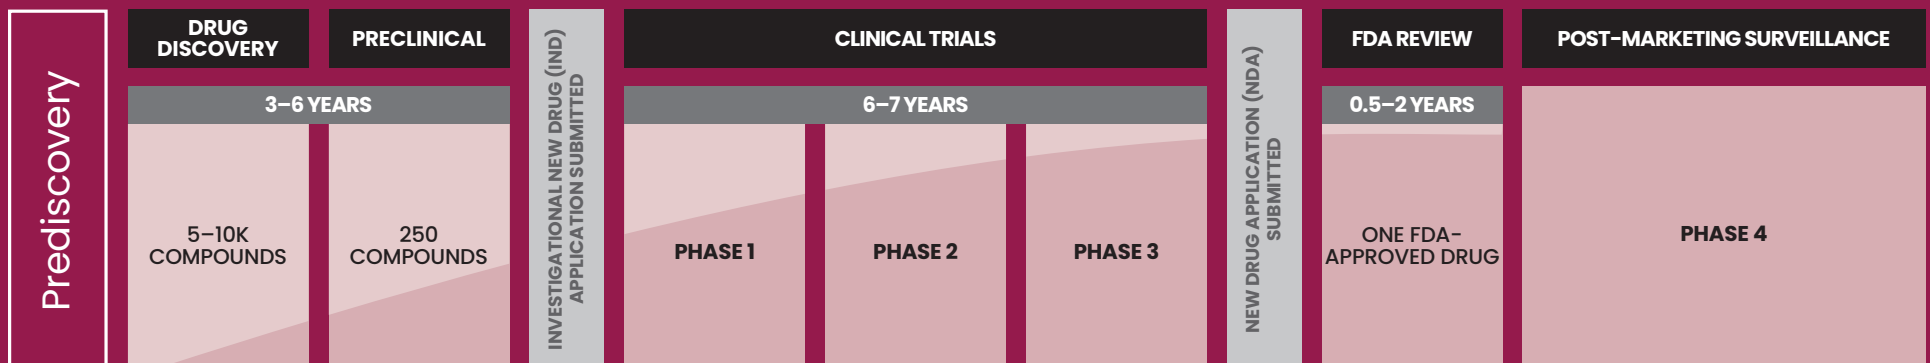 Prediscovery
DRUG
DISCOVERY
PRECLINICAL
3–6 YEARS
5–10K
COMPOUNDS
250
COMPOUNDS
INVESTIGATIONAL NEW DRUG (IND)
APPLICATION SUBMITTED
CLINICAL TRIALS
6–7 YEARS
PHASE 1
PHASE 2
PHASE 3
NEW DRUG APPLICATION (NDA)
SUBMITTED
FDA REVIEW
0.5–2 YEARS
ONE FDA-
APPROVED DRUG
POST-MARKETING SURVEILLANCE
PHASE 4